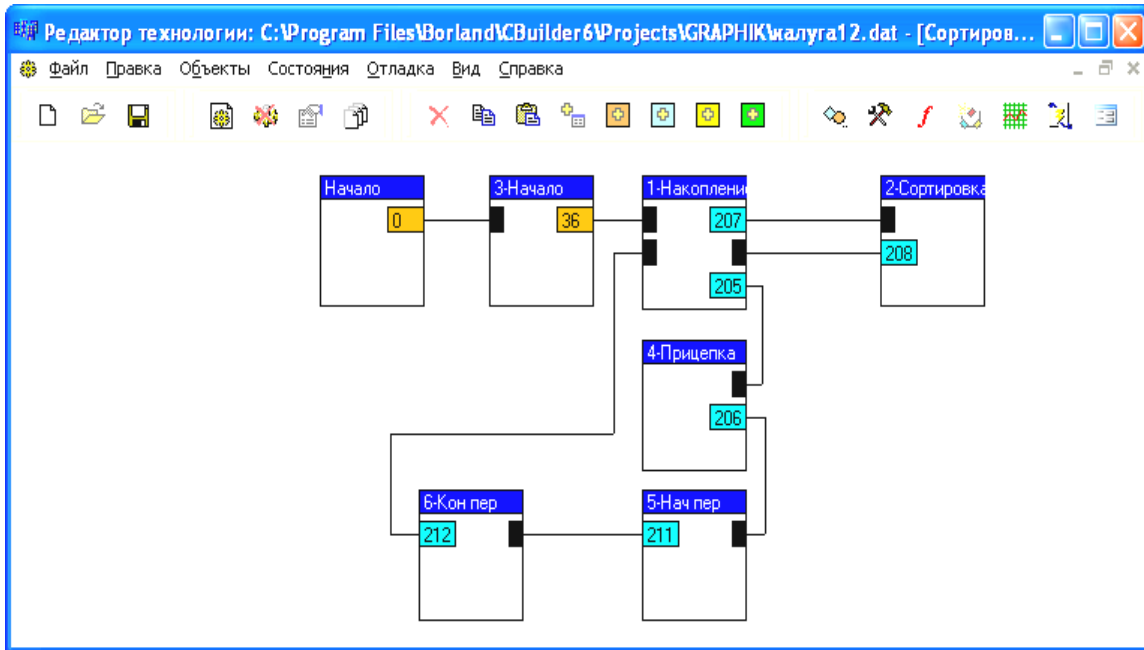 Редактор технологии: C:\Program Files\Borland\CBuilder6\Projects\GRAPHIK\калуга12.dat - [Сортиров...
Файл Правка Объекты Состояния Отладка Вид Справка
Начало 3-Начало 1-Накопление 2-Сортировка
0 36 207
208
205
4-Прицепка
206
6-Кон пер 5-Нач пер
212 211